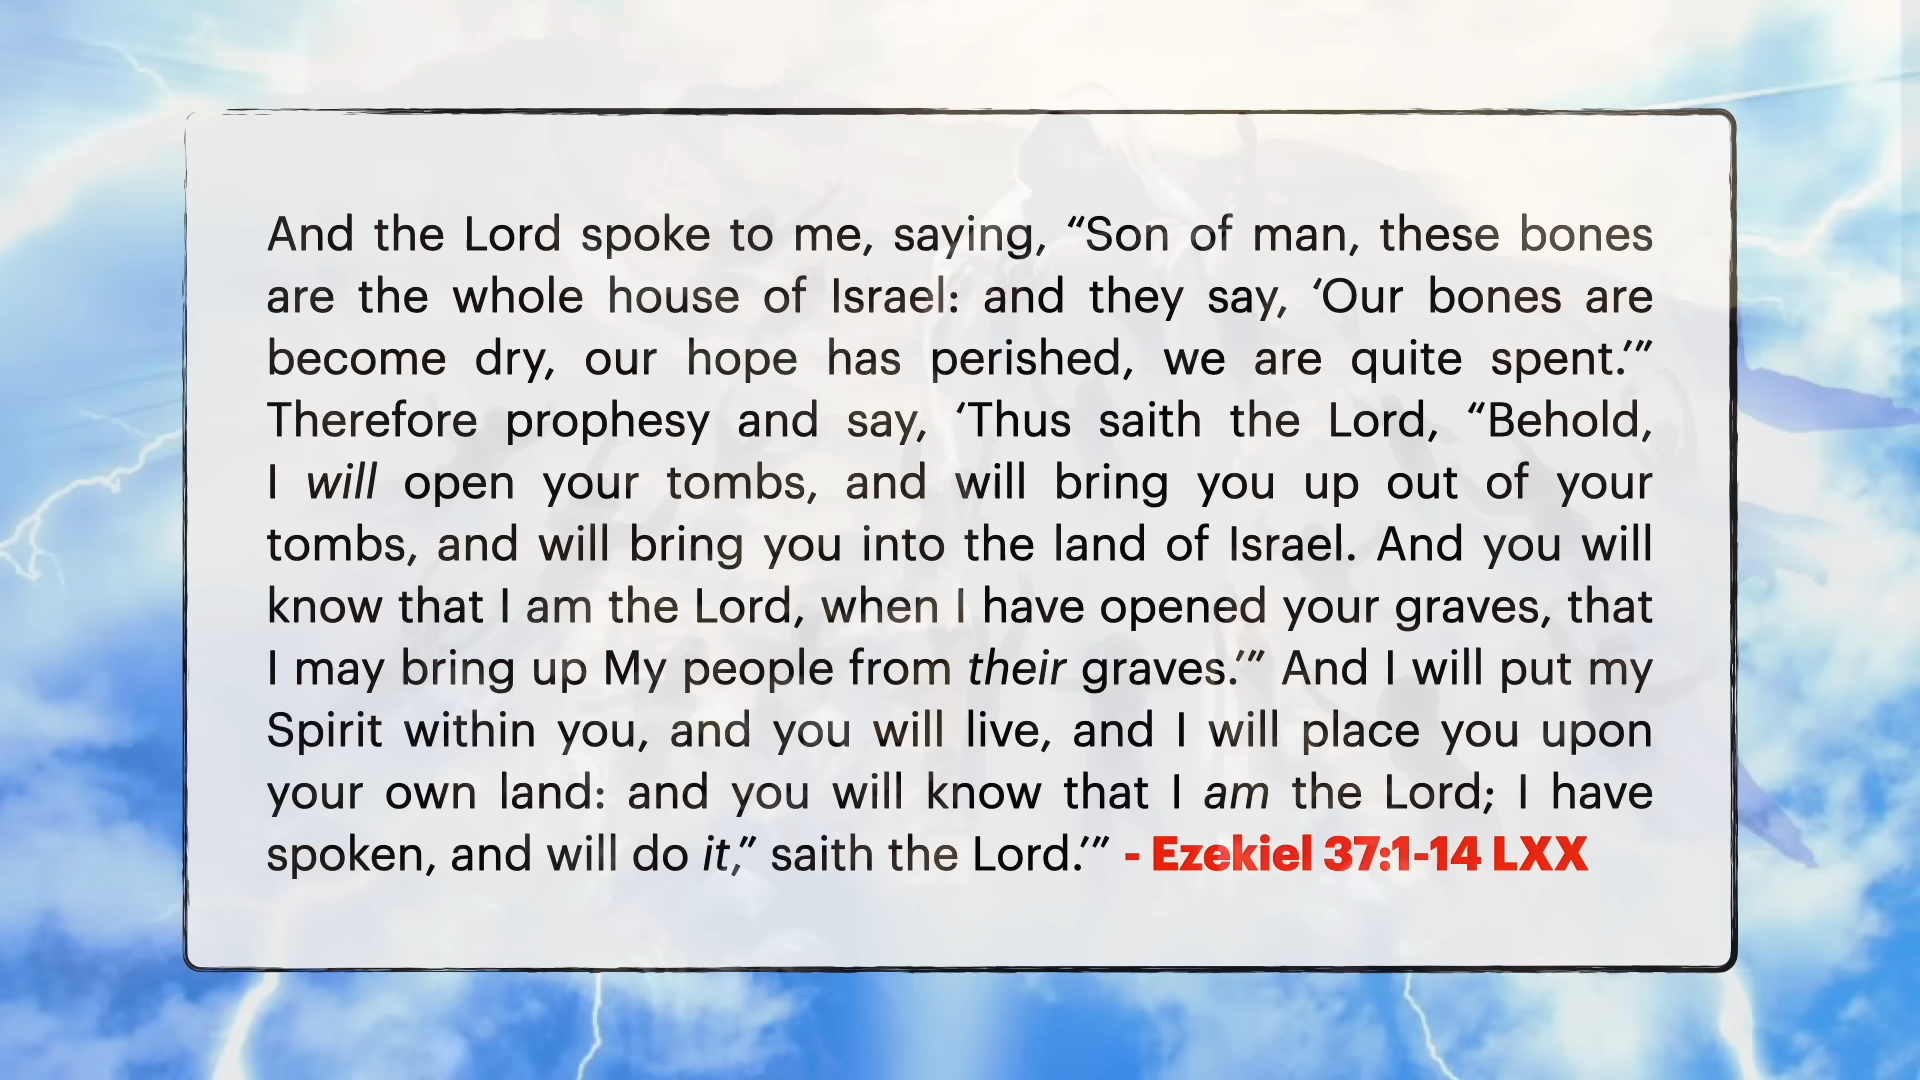 And the Lord spoke to me, saying, “Son of man, these bones
are the whole house of Israel: and they say, ‘Our bones are
become dry, our hope has perished, we are quite spent.’”
Therefore prophesy and say, ‘Thus saith the Lord, “Behold,
I will open your tombs, and will bring you up out of your
tombs, and will bring you into the land of Israel. And you will
know that I am the Lord, when I have opened your graves, that
I may bring up My people from their graves.’” And I will put my
Spirit within you, and you will live, and I will place you upon
your own land: and you will know that I am the Lord; I have
spoken, and will do it,” saith the Lord.’” - Ezekiel 37:1-14 LXX